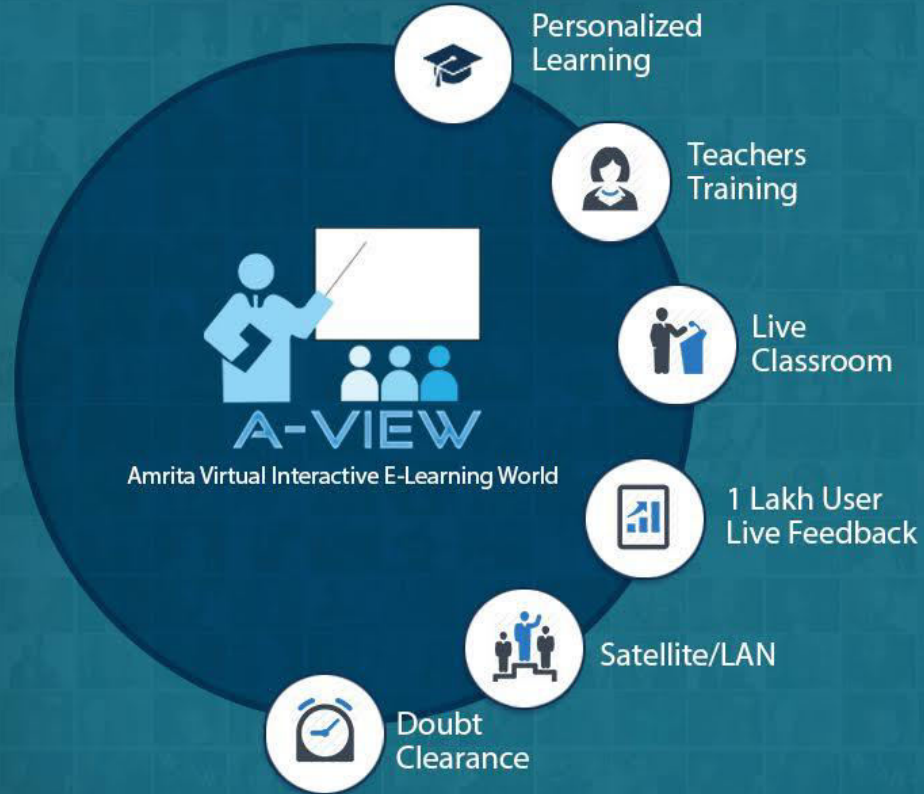 Personalized
Learning
Teachers
Training
Live
Classroom
A-VIEW
Amrita Virtual Interactive E-Learning World
1 Lakh User
Live Feedback
Satellite/LAN
Doubt
Clearance